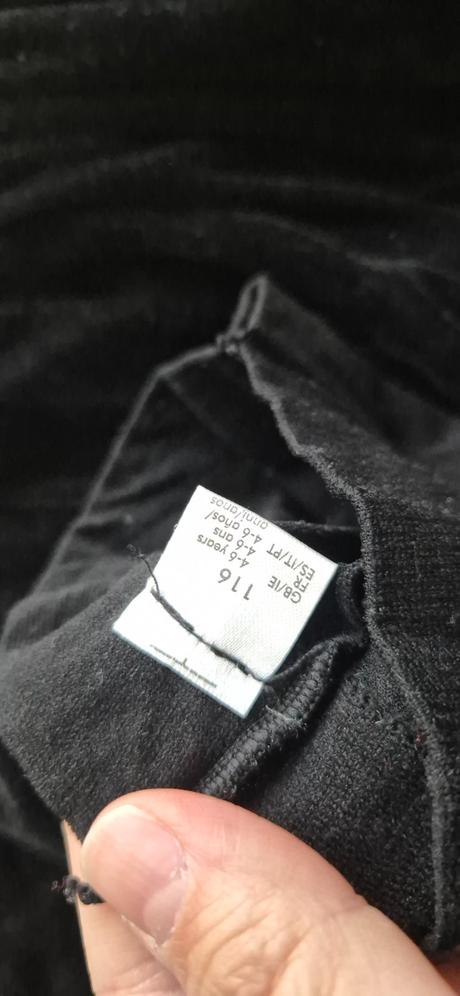 116
GB/IE 4-6 years
FR 4-6 ans
ES/IT/PT 4-6 años/
anni/anos